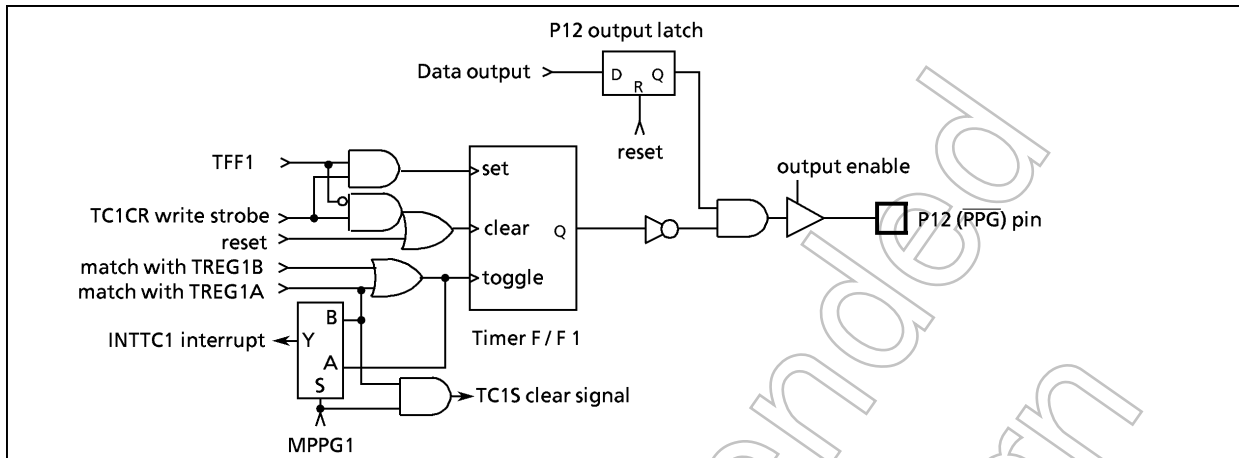 P12 output latch
Data output
D Q
R
reset
TFF1
set
output enable
TC1CR write strobe
clear
Q
P12 (PPG) pin
reset
match with TREG1B
toggle
match with TREG1A
B
INTTC1 interrupt
Y
Timer F / F 1
A
S
TC1S clear signal
MPPG1